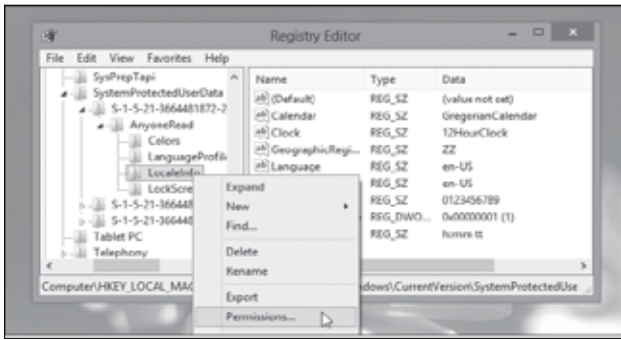 Registry Editor
File Edit View Favorites Help
SysPrepTapi
SystemProtectedUserData
S-1-5-21-3664481872-2
AnyoneRead
Colors
LanguageProfil
LocaleInfo
LockScre
S-1-5-21-36644
S-1-5-21-36644
Tablet PC
Telephony
Name Type Data
(Default) REG_SZ (value not set)
Calendar REG_SZ GregorianCalendar
Clock REG_SZ 12HourClock
GeographicRegi... REG_SZ ZZ
Language REG_SZ en-US
REG_SZ en-US
REG_SZ 0123456789
REG_DWO... 0x00000001 (1)
REG_SZ h:mm tt
Expand
New
Find...
Delete
Rename
Export
Permissions...
Computer\HKEY_LOCAL_MAC dows\CurrentVersion\SystemProtectedUse